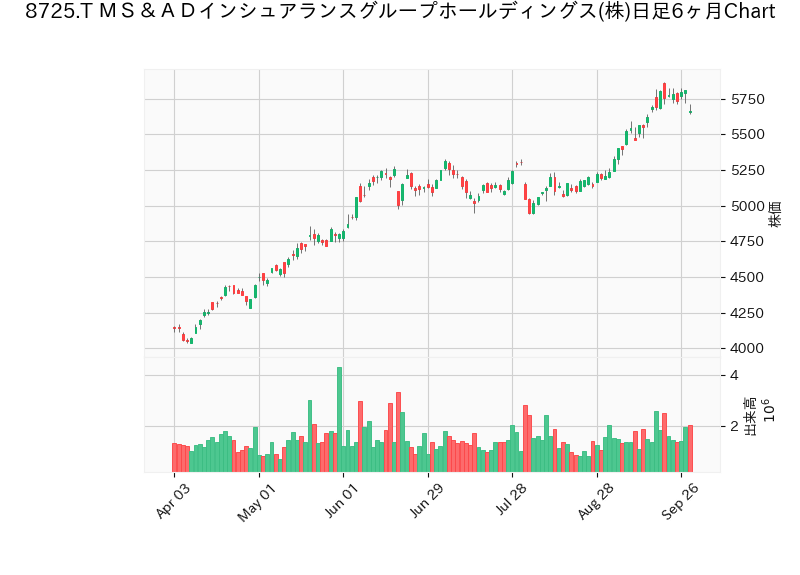 8725.T ＭＳ＆ＡＤインシュアランスグループホールディングス(株)日足6ヶ月Chart
5750
5500
5250
5000
4750
4500
4250
4000
株価
4
2
出来高
10^6
Apr 03
May 01
Jun 01
Jun 29
Jul 28
Aug 28
Sep 26